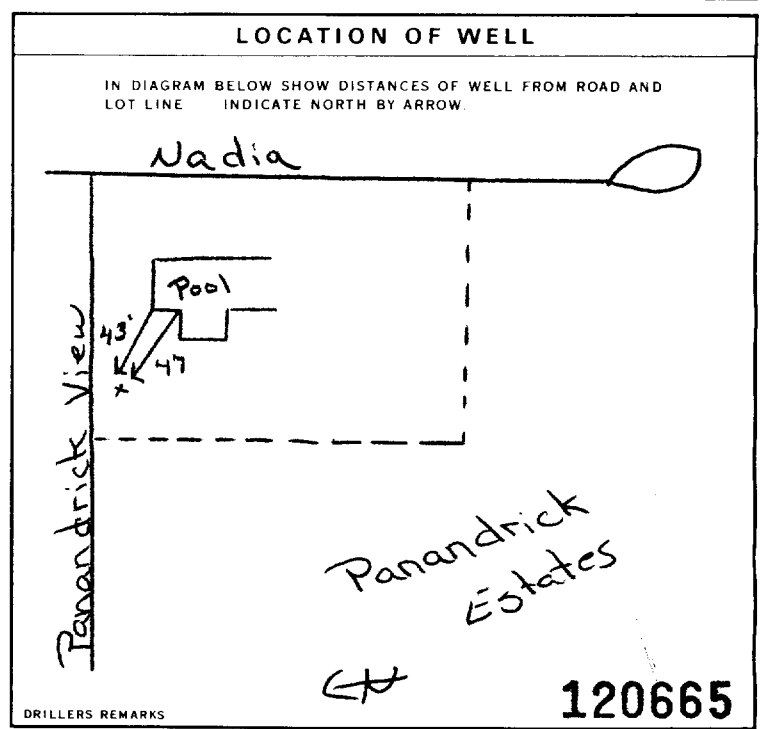 LOCATION OF WELL
IN DIAGRAM BELOW SHOW DISTANCES OF WELL FROM ROAD AND
LOT LINE INDICATE NORTH BY ARROW.
Nadia
Pool
43'
47
x
Panandrick View
Panandrick
Estates
N
120665
DRILLERS REMARKS